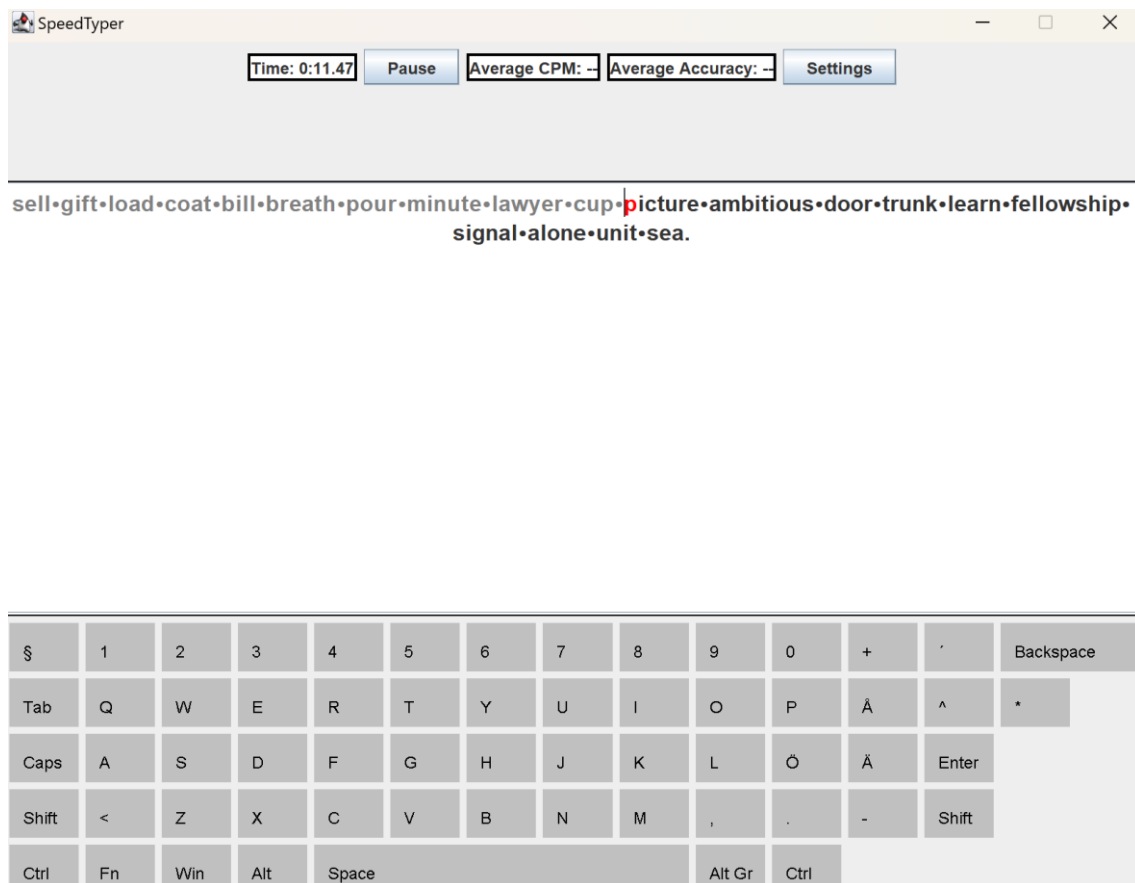 SpeedTyper
Time: 0:11.47 Pause Average CPM: -- Average Accuracy: -- Settings
sell•gift•load•coat•bill•breath•pour•minute•lawyer•cup•picture•ambitious•door•trunk•learn•fellowship•
signal•alone•unit•sea.
§ 1 2 3 4 5 6 7 8 9 0 + ´ Backspace
Tab Q W E R T Y U I O P Å ^ *
Caps A S D F G H J K L Ö Ä Enter
Shift < Z X C V B N M , . - Shift
Ctrl Fn Win Alt Space Alt Gr Ctrl